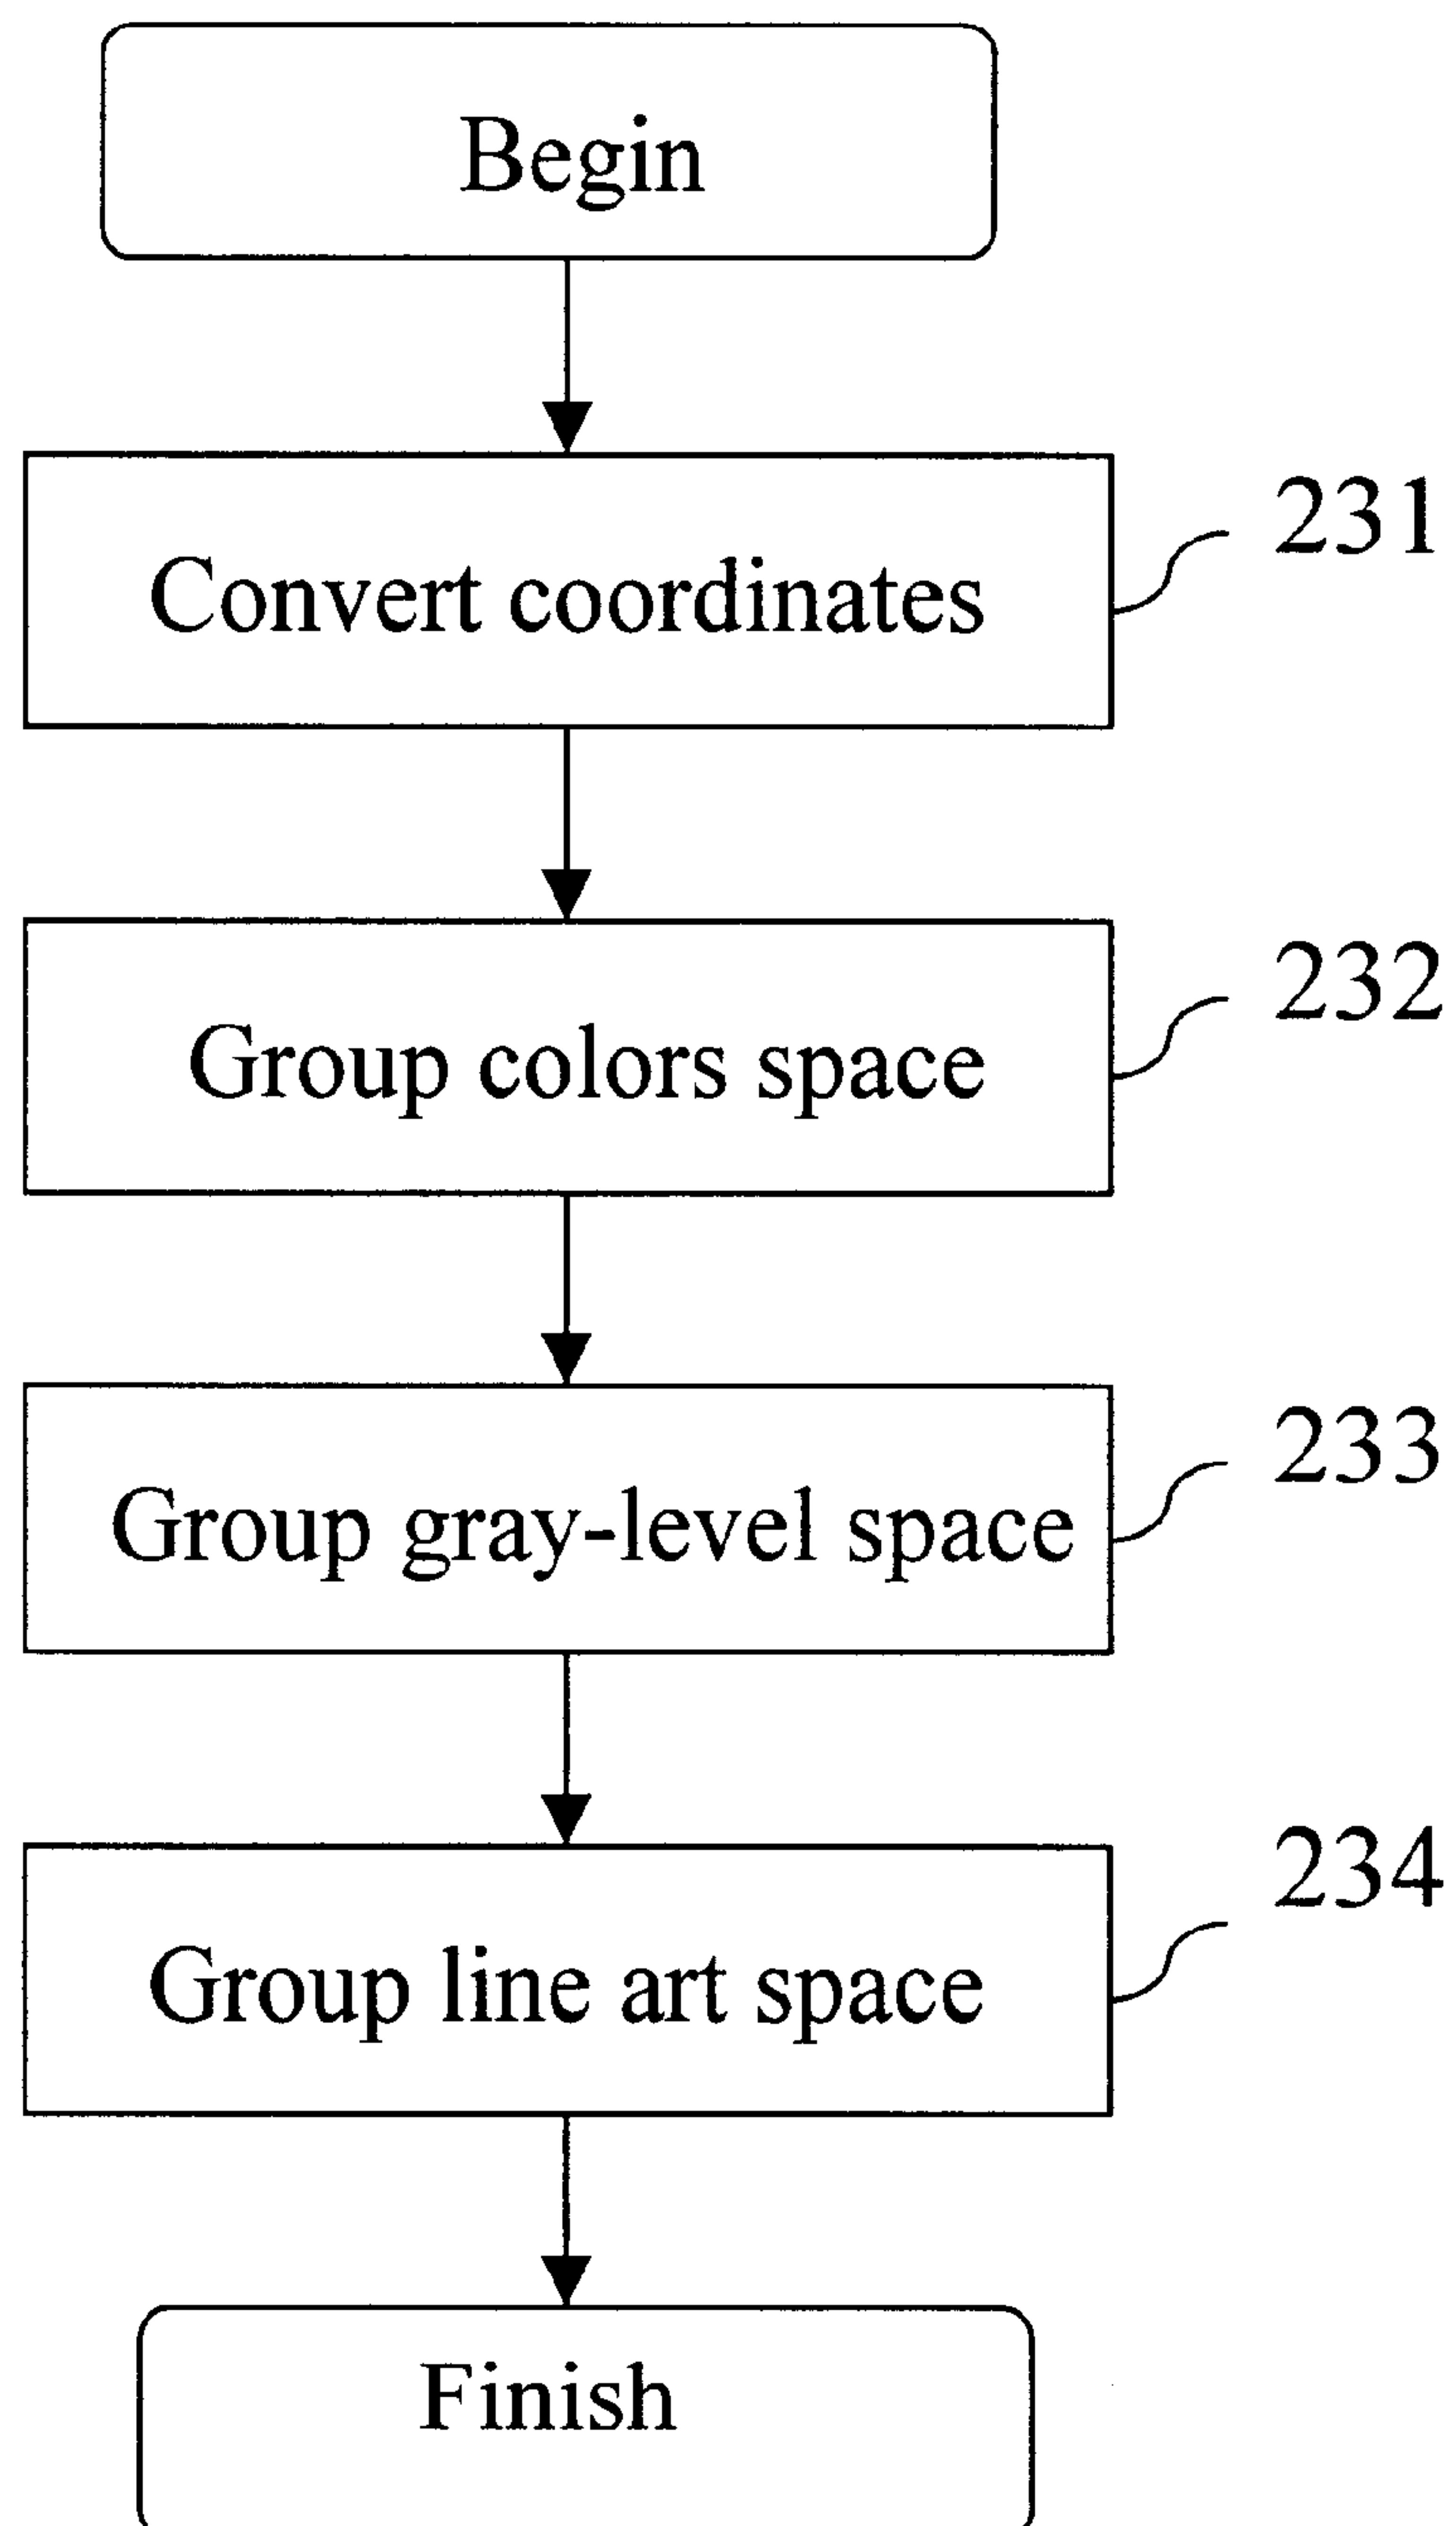 Begin
Convert coordinates
231
Group colors space
232
Group gray-level space
233
Group line art space
234
Finish